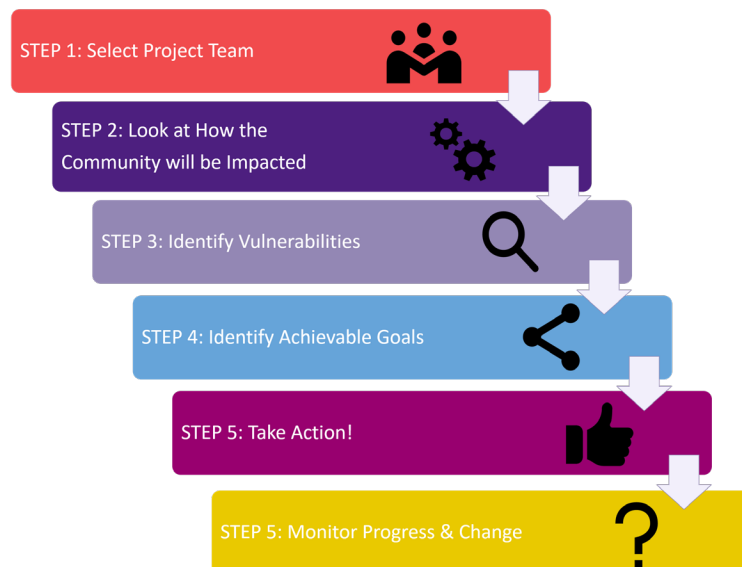 STEP 1: Select Project Team
STEP 2: Look at How the
Community will be Impacted
STEP 3: Identify Vulnerabilities
STEP 4: Identify Achievable Goals
STEP 5: Take Action!
STEP 5: Monitor Progress & Change